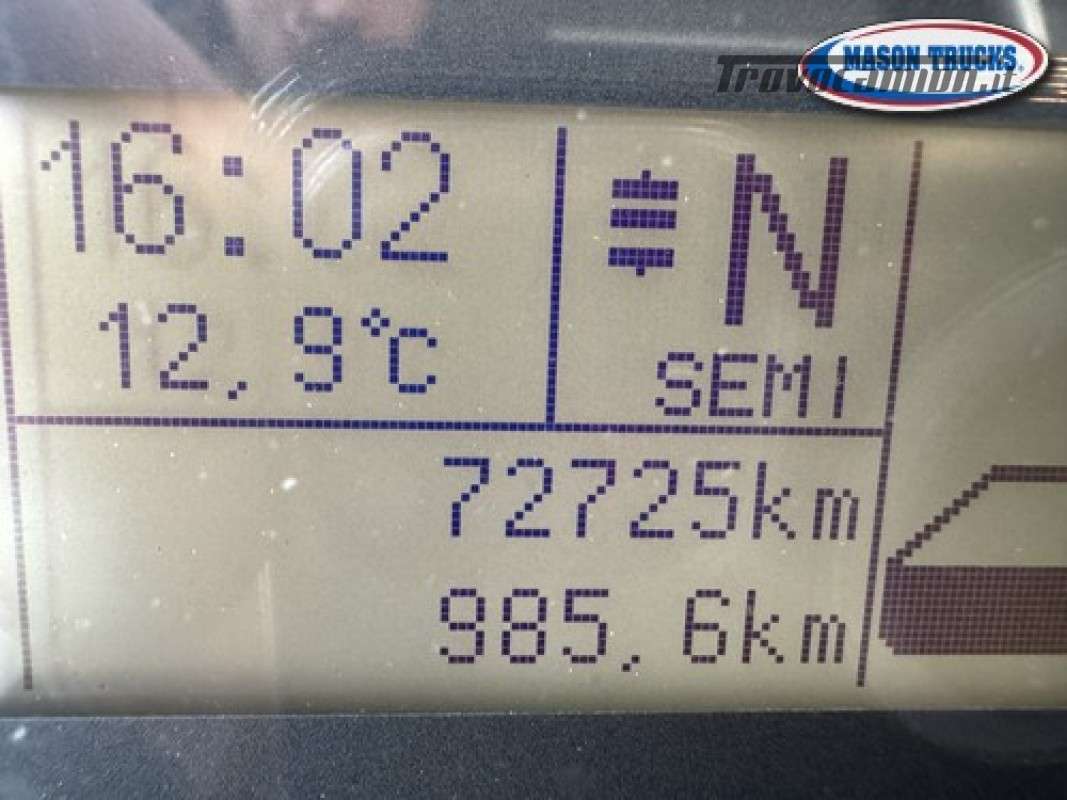 MASON TRUCKS
Trovocamion.it
16:02
N
12,9°C
SEMI
72725km
985,6km